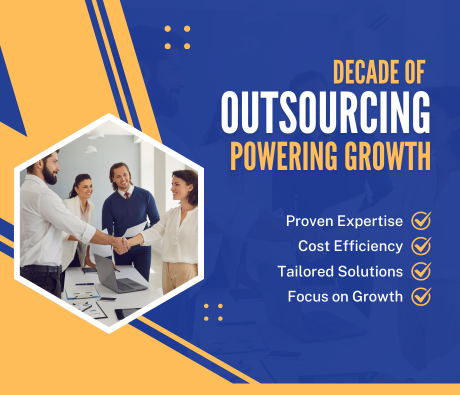 DECADE OF
OUTSOURCING
POWERING GROWTH
Proven Expertise
Cost Efficiency
Tailored Solutions
Focus on Growth